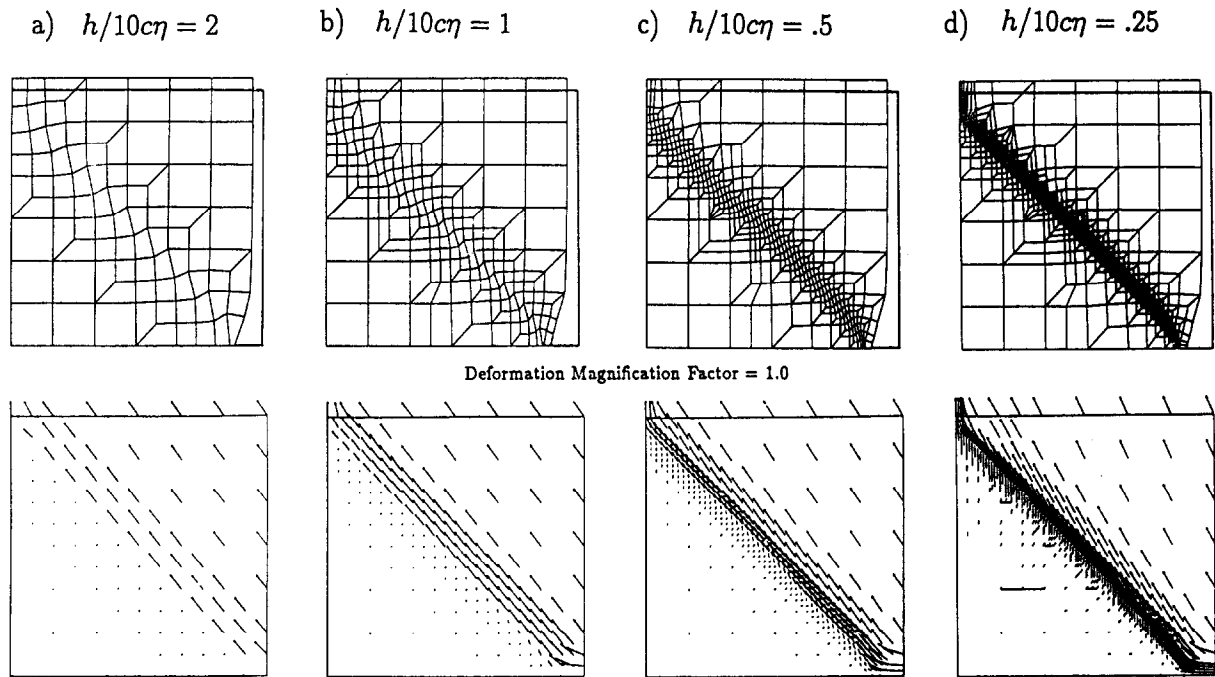 a) h/10cη = 2
b) h/10cη = 1
c) h/10cη = .5
d) h/10cη = .25
Deformation Magnification Factor = 1.0